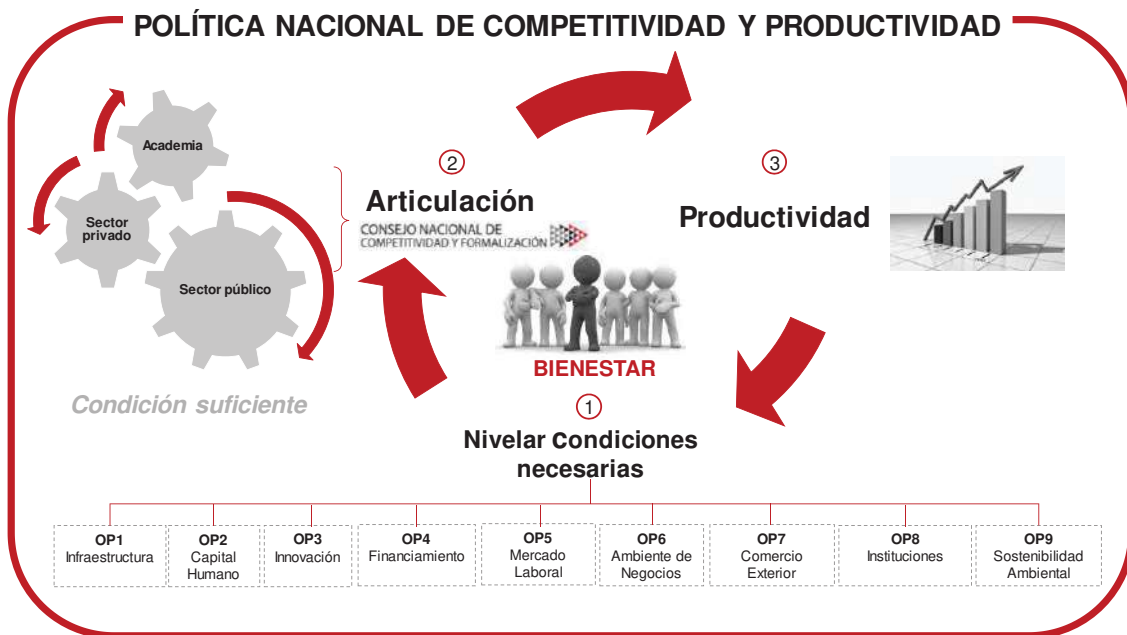 POLÍTICA NACIONAL DE COMPETITIVIDAD Y PRODUCTIVIDAD
Academia
Sector
privado
Sector público
Condición suficiente
2
Articulación
CONSEJO NACIONAL DE
COMPETITIVIDAD Y FORMALIZACIÓN
3
Productividad
BIENESTAR
1
Nivelar condiciones
necesarias
OP1
Infraestructura
OP2
Capital
Humano
OP3
Innovación
OP4
Financiamiento
OP5
Mercado
Laboral
OP6
Ambiente de
Negocios
OP7
Comercio
Exterior
OP8
Instituciones
OP9
Sostenibilidad
Ambiental